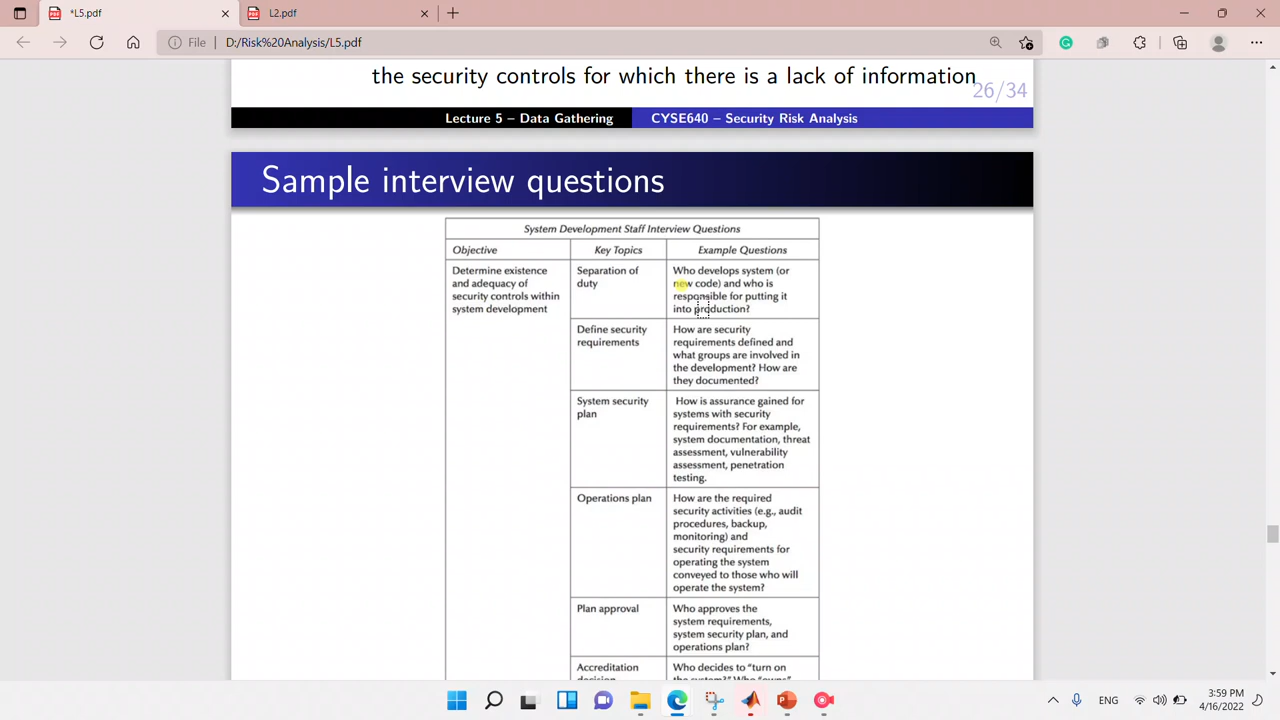 *L5.pdf
L2.pdf
File
D:/Risk%20Analysis/L5.pdf
the security controls for which there is a lack of information
26/34
Lecture 5 – Data Gathering
CYSE640 – Security Risk Analysis
Sample interview questions
System Development Staff Interview Questions
Objective
Key Topics
Example Questions
Determine existence
and adequacy of
security controls within
system development
Separation of
duty
Who develops system (or
new code) and who is
responsible for putting it
into production?
Define security
requirements
How are security
requirements defined and
what groups are involved in
the development? How are
they documented?
System security
plan
How is assurance gained for
systems with security
requirements? For example,
system documentation, threat
assessment, vulnerability
assessment, penetration
testing.
Operations plan
How are the required
security activities (e.g., audit
procedures, backup,
monitoring) and
security requirements for
operating the system
conveyed to those who will
operate the system?
Plan approval
Who approves the
system requirements,
system security plan, and
operations plan?
Accreditation
decision
Who decides to "turn on
the system?" Who "owns"
ENG
3:59 PM
4/16/2022